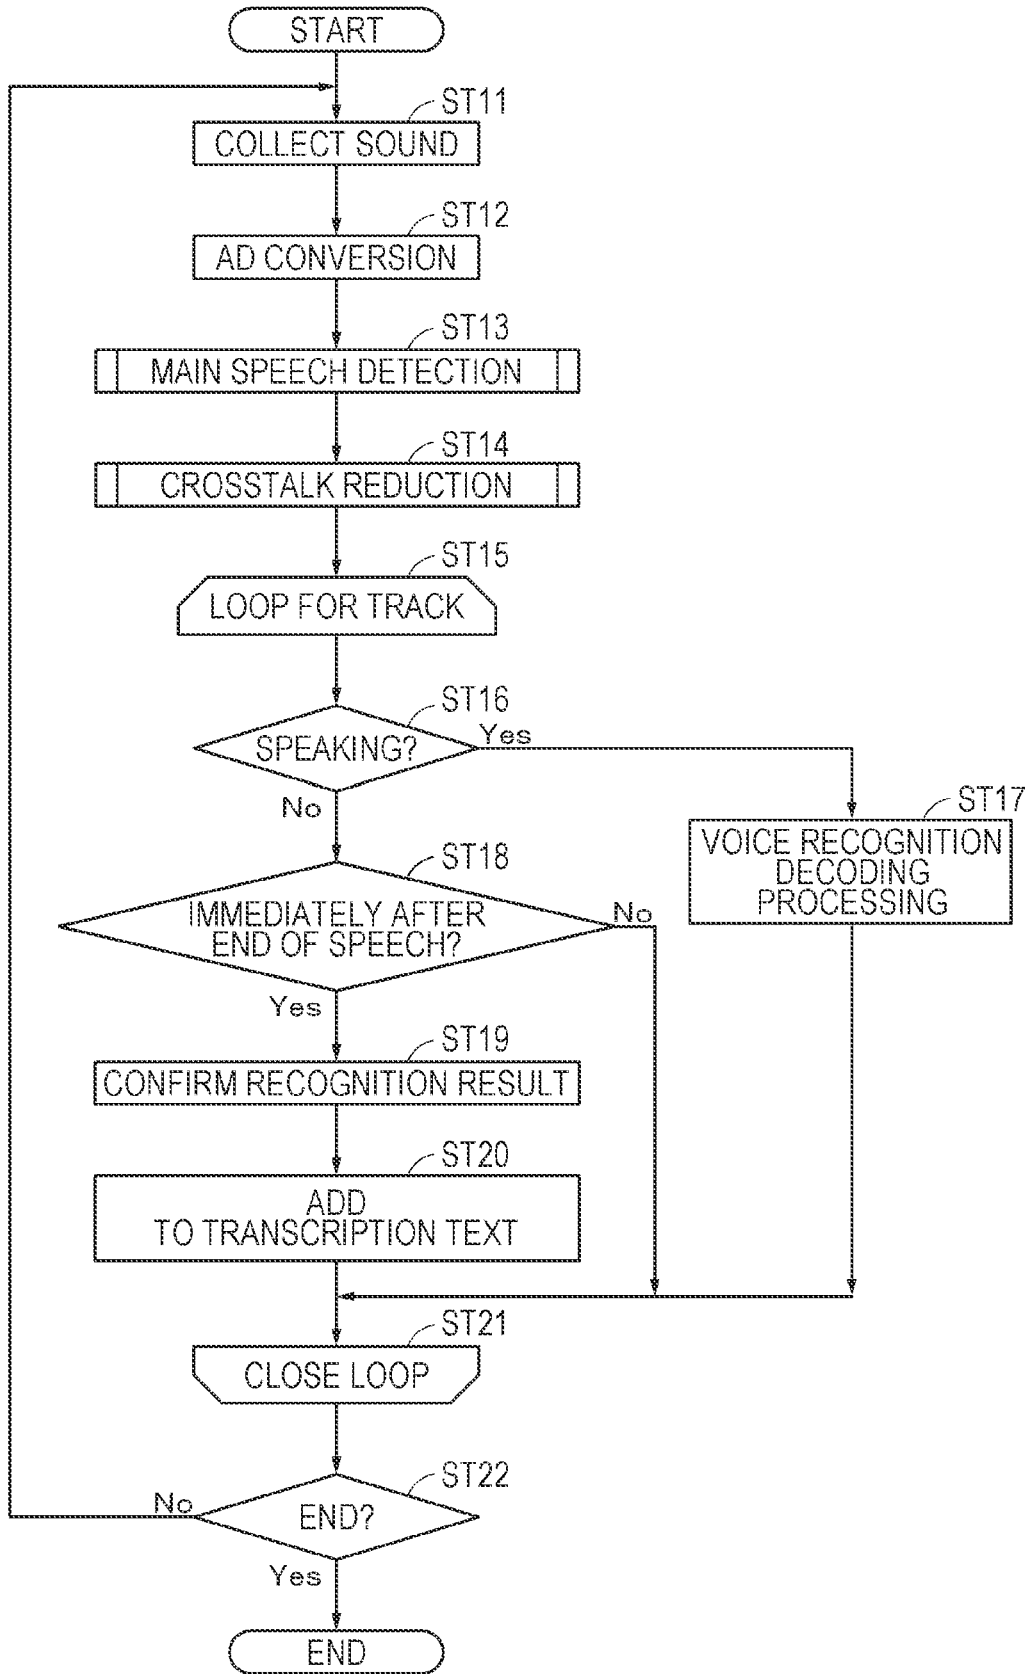 START
ST11
COLLECT SOUND
ST12
AD CONVERSION
ST13
MAIN SPEECH DETECTION
ST14
CROSSTALK REDUCTION
ST15
LOOP FOR TRACK
ST16
SPEAKING?
Yes
No
ST17
VOICE RECOGNITION
DECODING
PROCESSING
ST18
IMMEDIATELY AFTER
END OF SPEECH?
No
Yes
ST19
CONFIRM RECOGNITION RESULT
ST20
ADD
TO TRANSCRIPTION TEXT
ST21
CLOSE LOOP
ST22
END?
No
Yes
END